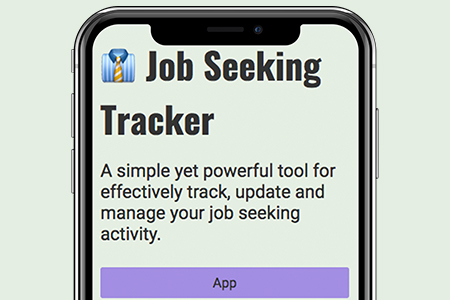 👔 Job Seeking
Tracker
A simple yet powerful tool for
effectively track, update and
manage your job seeking
activity.
App